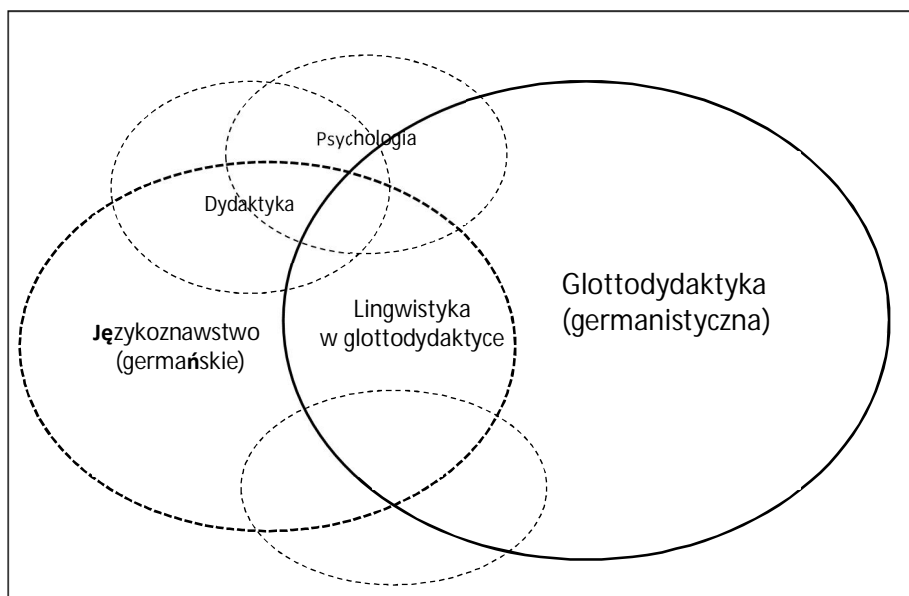 Psychologia
Dydaktyka
Glottodydaktyka
(germanistyczna)
Lingwistyka
w glottodydaktyce
Językoznawstwo
(germańskie)